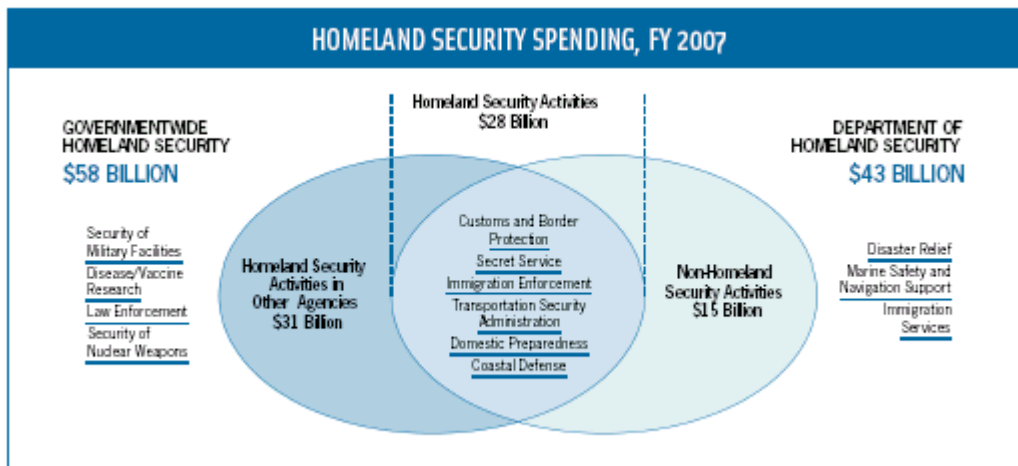 HOMELAND SECURITY SPENDING, FY 2007
Homeland Security Activities
$28 Billion
GOVERNMENTWIDE
HOMELAND SECURITY
$58 BILLION
DEPARTMENT OF
HOMELAND SECURITY
$43 BILLION
Security of
Military Facilities
Disease/Vaccine
Research
Law Enforcement
Security of
Nuclear Weapons
Homeland Security
Activities in
Other Agencies
$31 Billion
Customs and Border
Protection
Secret Service
Immigration Enforcement
Transportation Security
Administration
Domestic Preparedness
Coastal Defense
Non-Homeland
Security Activities
$15 Billion
Disaster Relief
Marine Safety and
Navigation Support
Immigration
Services